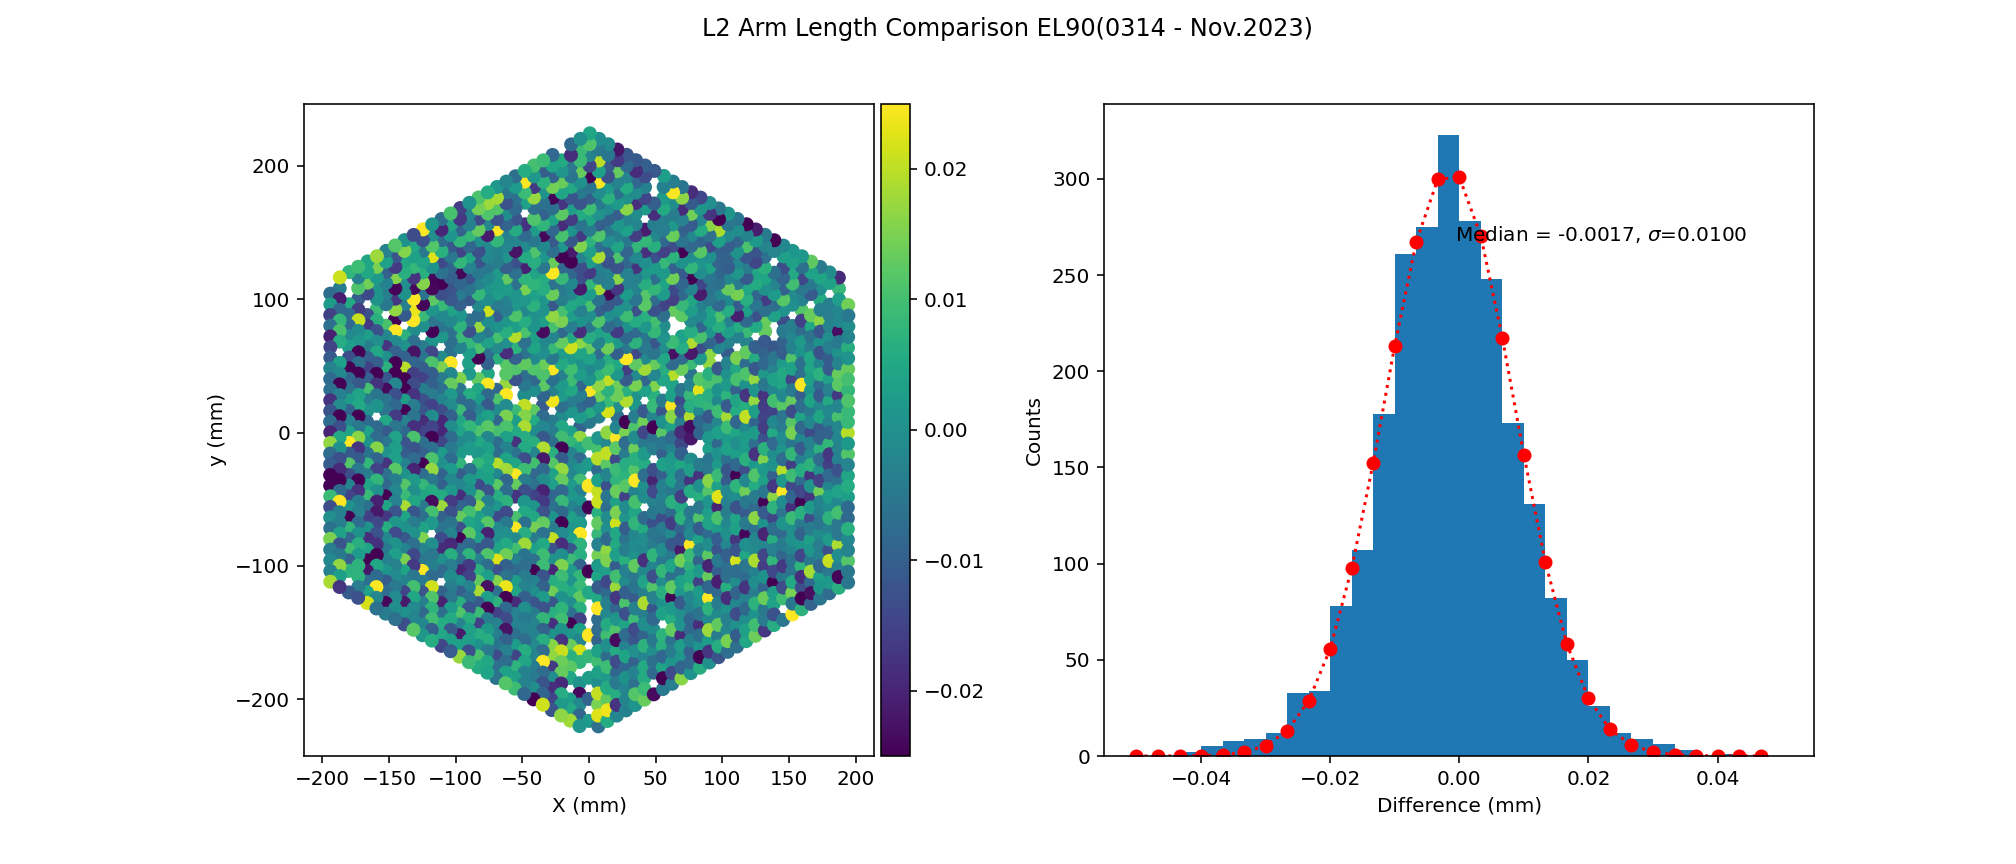 L2 Arm Length Comparison EL90(0314 - Nov.2023)
y (mm)
200
100
0
−100
−200
−200 −150 −100 −50 0 50 100 150 200
X (mm)
0.02
0.01
0.00
−0.01
−0.02
Counts
300
250
200
150
100
50
0
Median = -0.0017, σ=0.0100
−0.04 −0.02 0.00 0.02 0.04
Difference (mm)